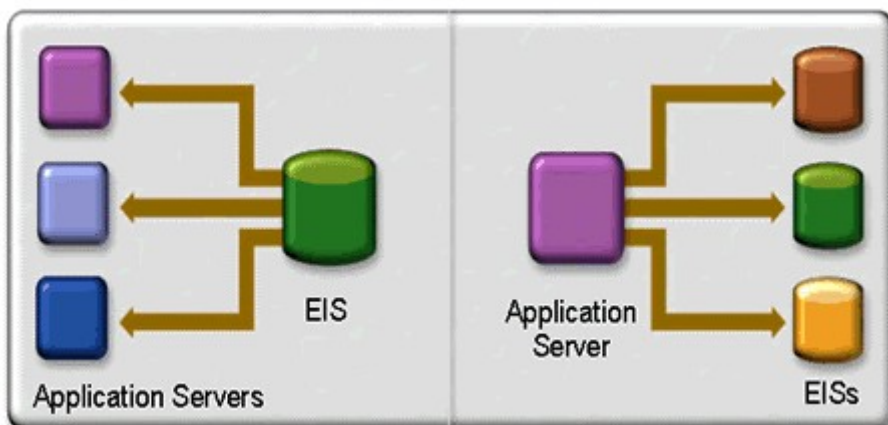 EIS
Application Servers
Application
Server
EISs